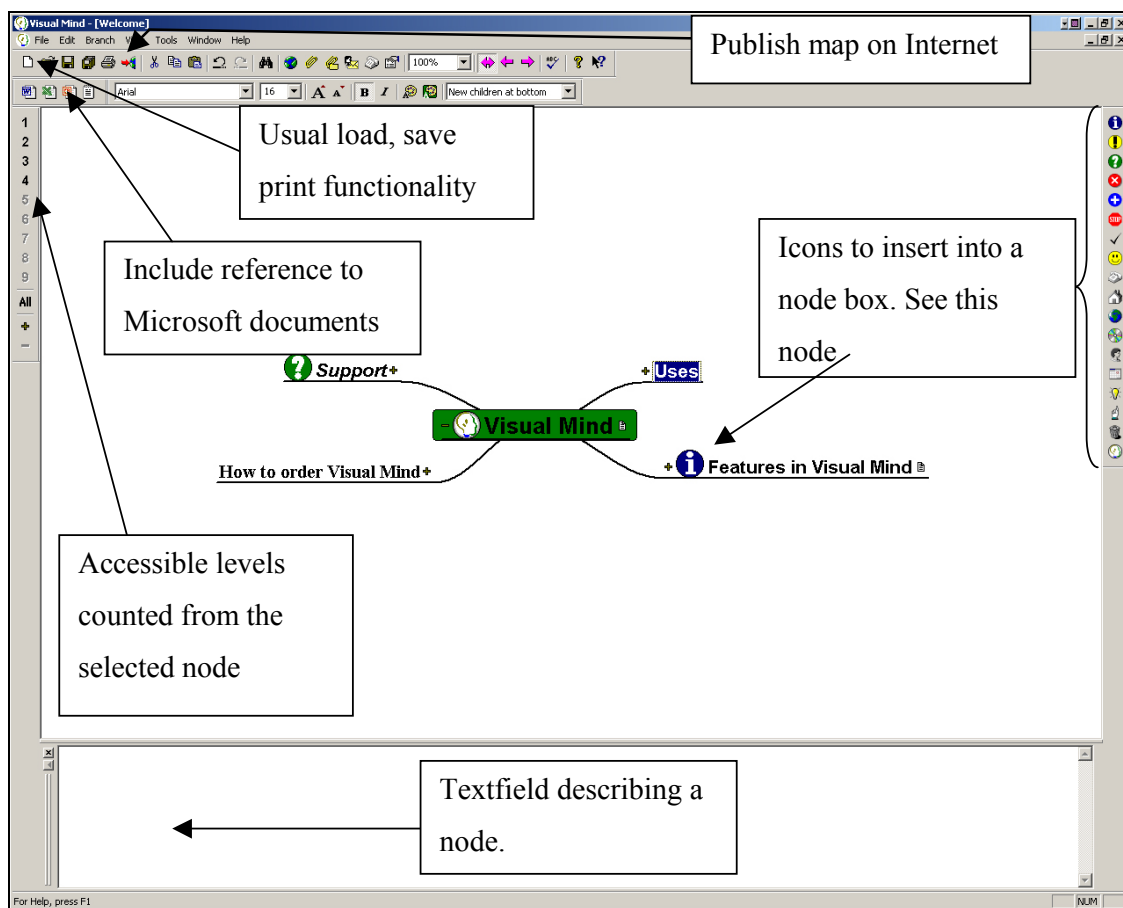 Visual Mind - [Welcome]
File Edit Branch Tools Window Help
Publish map on Internet
100%
ABC
Arial 16 A A B I New children at bottom
1
2
3
4
5
6
7
8
9
All
Usual load, save
print functionality
Include reference to
Microsoft documents
Icons to insert into a
node box. See this
node
STOP
Support
Uses
Visual Mind
How to order Visual Mind
Features in Visual Mind
Accessible levels
counted from the
selected node
Textfield describing a
node.
For Help, press F1
NUM